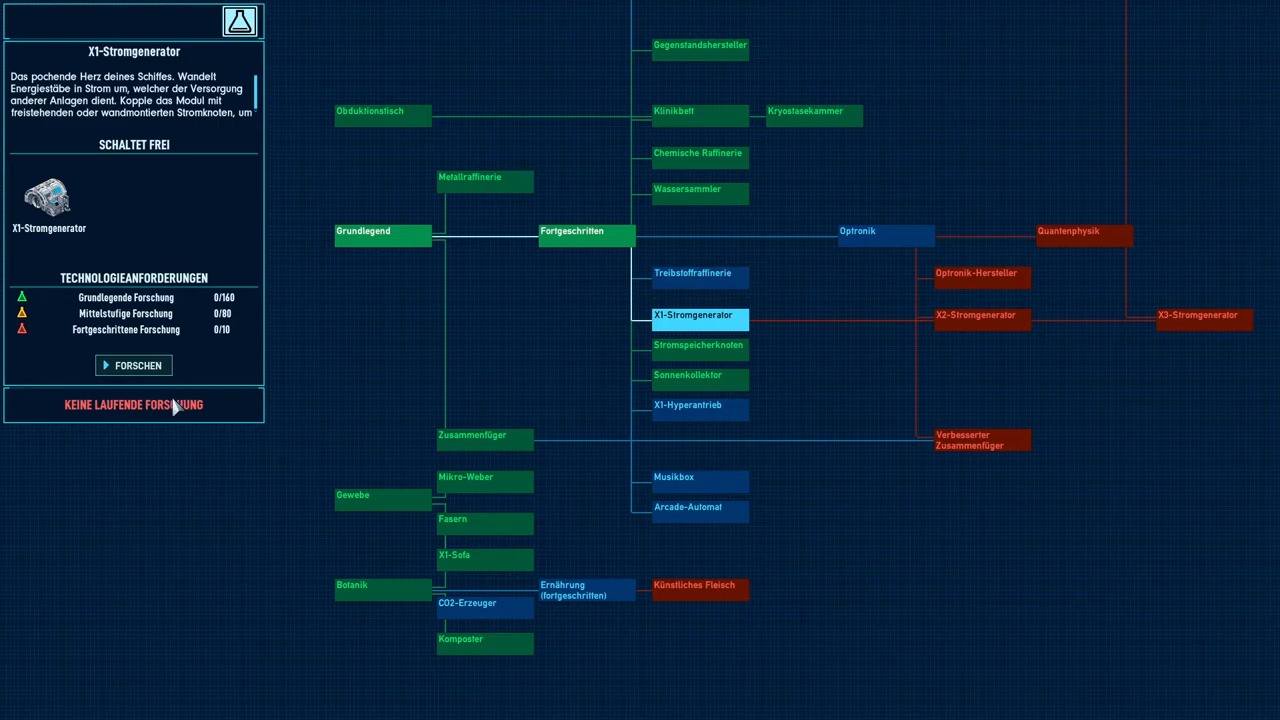 X1-Stromgenerator
Das pochende Herz deines Schiffes. Wandelt
Energiestäbe in Strom um, welcher der Versorgung
anderer Anlagen dient. Kopple das Modul mit
freistehenden oder wandmontierten Stromknoten, um
SCHALTET FREI
X1-Stromgenerator
TECHNOLOGIEANFORDERUNGEN
Grundlegende Forschung 0/160
Mittelstufige Forschung 0/80
Fortgeschrittene Forschung 0/10
FORSCHEN
KEINE LAUFENDE FORSCHUNG
Gegenstandshersteller
Obduktionstisch
Klinikbett
Kryostasekammer
Chemische Raffinerie
Metallraffinerie
Wassersammler
Grundlegend
Fortgeschritten
Optronik
Quantenphysik
Treibstoffraffinerie
Optronik-Hersteller
X1-Stromgenerator
X2-Stromgenerator
X3-Stromgenerator
Stromspeicherknoten
Sonnenkollektor
X1-Hyperantrieb
Zusammenfüger
Verbesserter
Zusammenfüger
Mikro-Weber
Musikbox
Gewebe
Arcade-Automat
Fasern
X1-Sofa
Botanik
Ernährung
(fortgeschritten)
Künstliches Fleisch
CO2-Erzeuger
Komposter